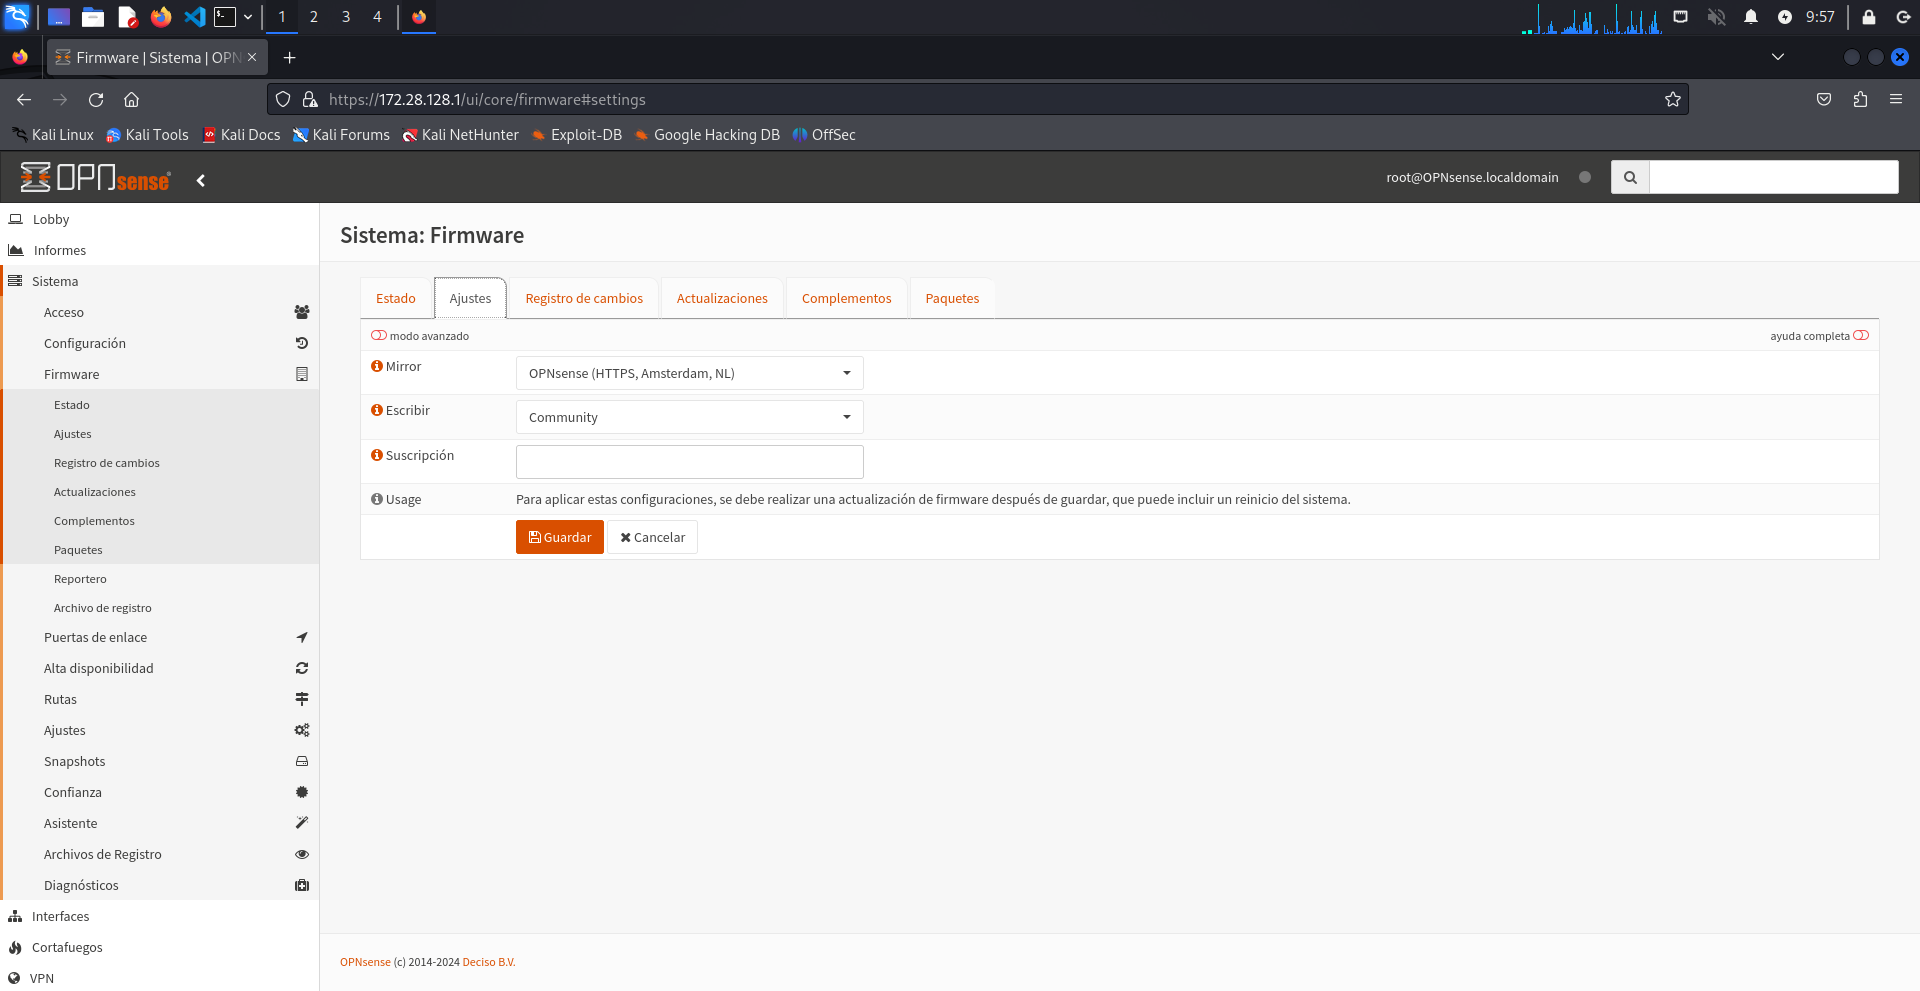 1 2 3 4 9:57
Firmware | Sistema | OPN
https://172.28.128.1/ui/core/firmware#settings
Kali Linux Kali Tools Kali Docs Kali Forums Kali NetHunter Exploit-DB Google Hacking DB OffSec
OPNsense root@OPNsense.localdomain
Lobby
Informes
Sistema
Acceso
Configuración
Firmware
Estado
Ajustes
Registro de cambios
Actualizaciones
Complementos
Paquetes
Reportero
Archivo de registro
Puertas de enlace
Alta disponibilidad
Rutas
Ajustes
Snapshots
Confianza
Asistente
Archivos de Registro
Diagnósticos
Interfaces
Cortafuegos
VPN
Sistema: Firmware
Estado Ajustes Registro de cambios Actualizaciones Complementos Paquetes
modo avanzado ayuda completa
Mirror OPNsense (HTTPS, Amsterdam, NL)
Escribir Community
Suscripción
Usage Para aplicar estas configuraciones, se debe realizar una actualización de firmware después de guardar, que puede incluir un reinicio del sistema.
Guardar Cancelar
OPNsense (c) 2014-2024 Deciso B.V.